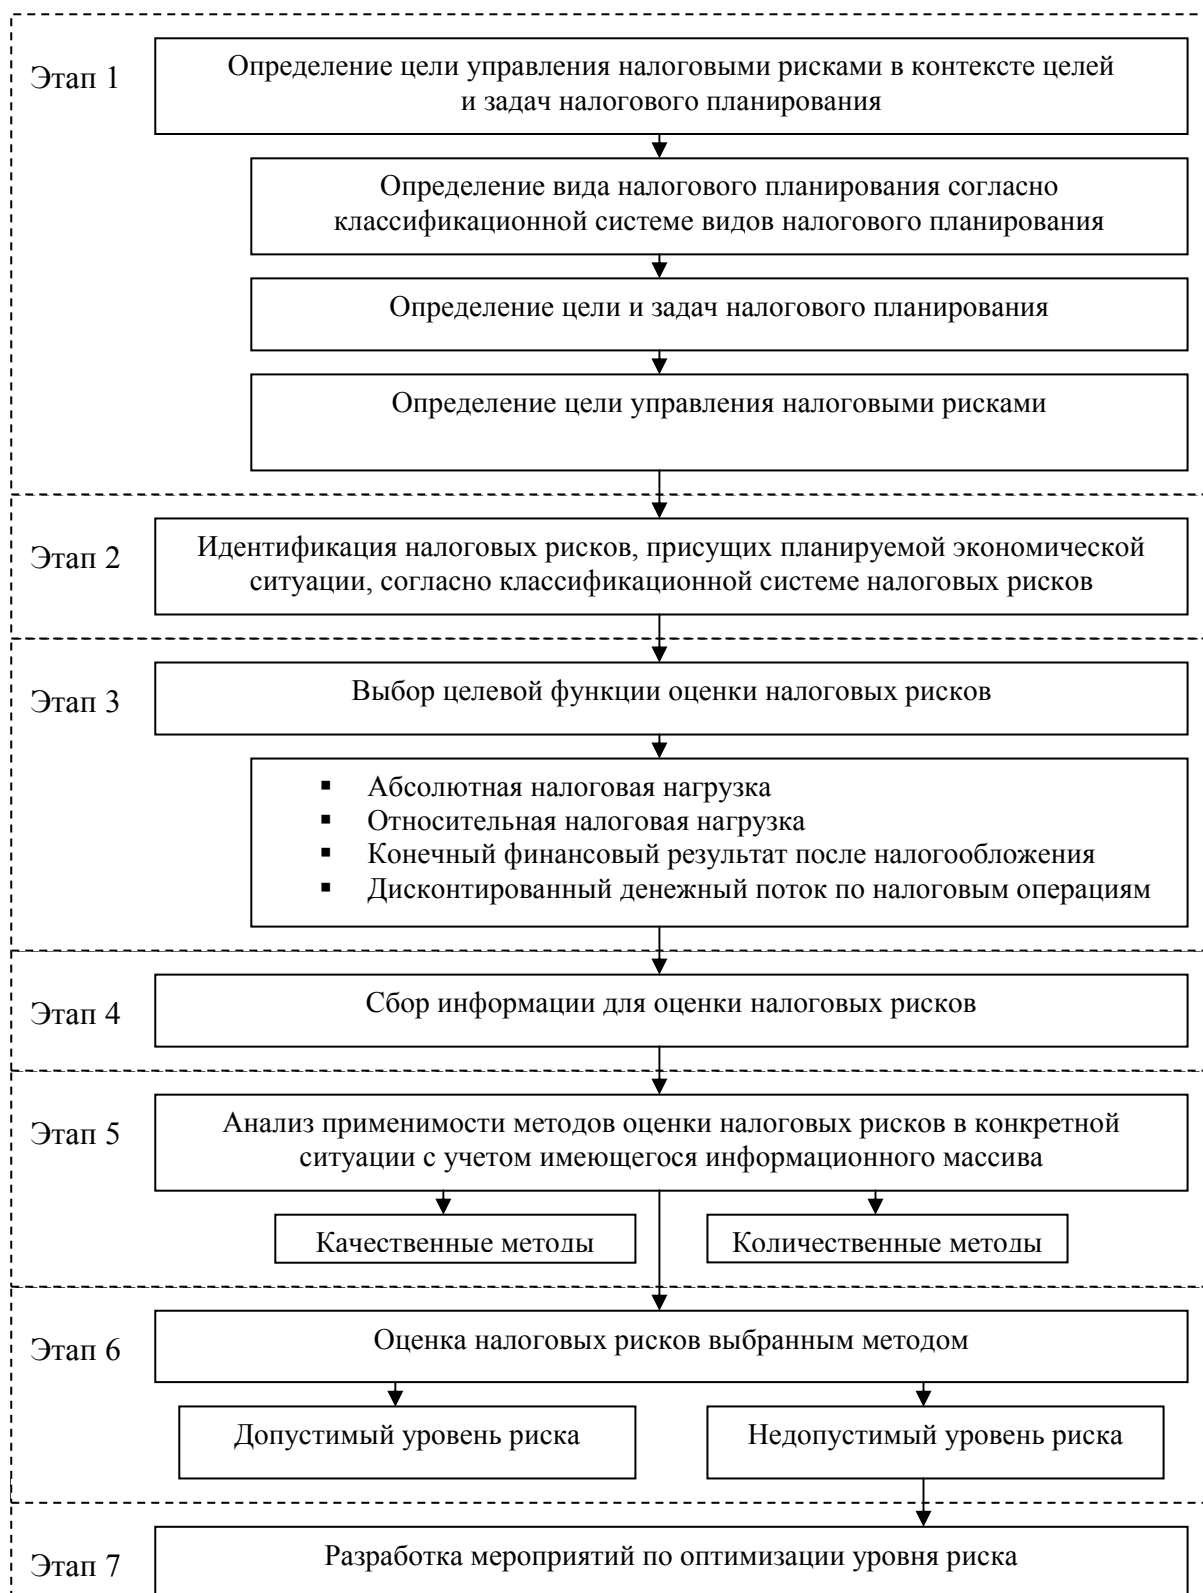 Этап 1
Определение цели управления налоговыми рисками в контексте целей
и задач налогового планирования
Определение вида налогового планирования согласно
классификационной системе видов налогового планирования
Определение цели и задач налогового планирования
Определение цели управления налоговыми рисками
Этап 2
Идентификация налоговых рисков, присущих планируемой экономической
ситуации, согласно классификационной системе налоговых рисков
Этап 3
Выбор целевой функции оценки налоговых рисков
▪ Абсолютная налоговая нагрузка
▪ Относительная налоговая нагрузка
▪ Конечный финансовый результат после налогообложения
▪ Дисконтированный денежный поток по налоговым операциям
Этап 4
Сбор информации для оценки налоговых рисков
Этап 5
Анализ применимости методов оценки налоговых рисков в конкретной
ситуации с учетом имеющегося информационного массива
Качественные методы
Количественные методы
Этап 6
Оценка налоговых рисков выбранным методом
Допустимый уровень риска
Недопустимый уровень риска
Этап 7
Разработка мероприятий по оптимизации уровня риска